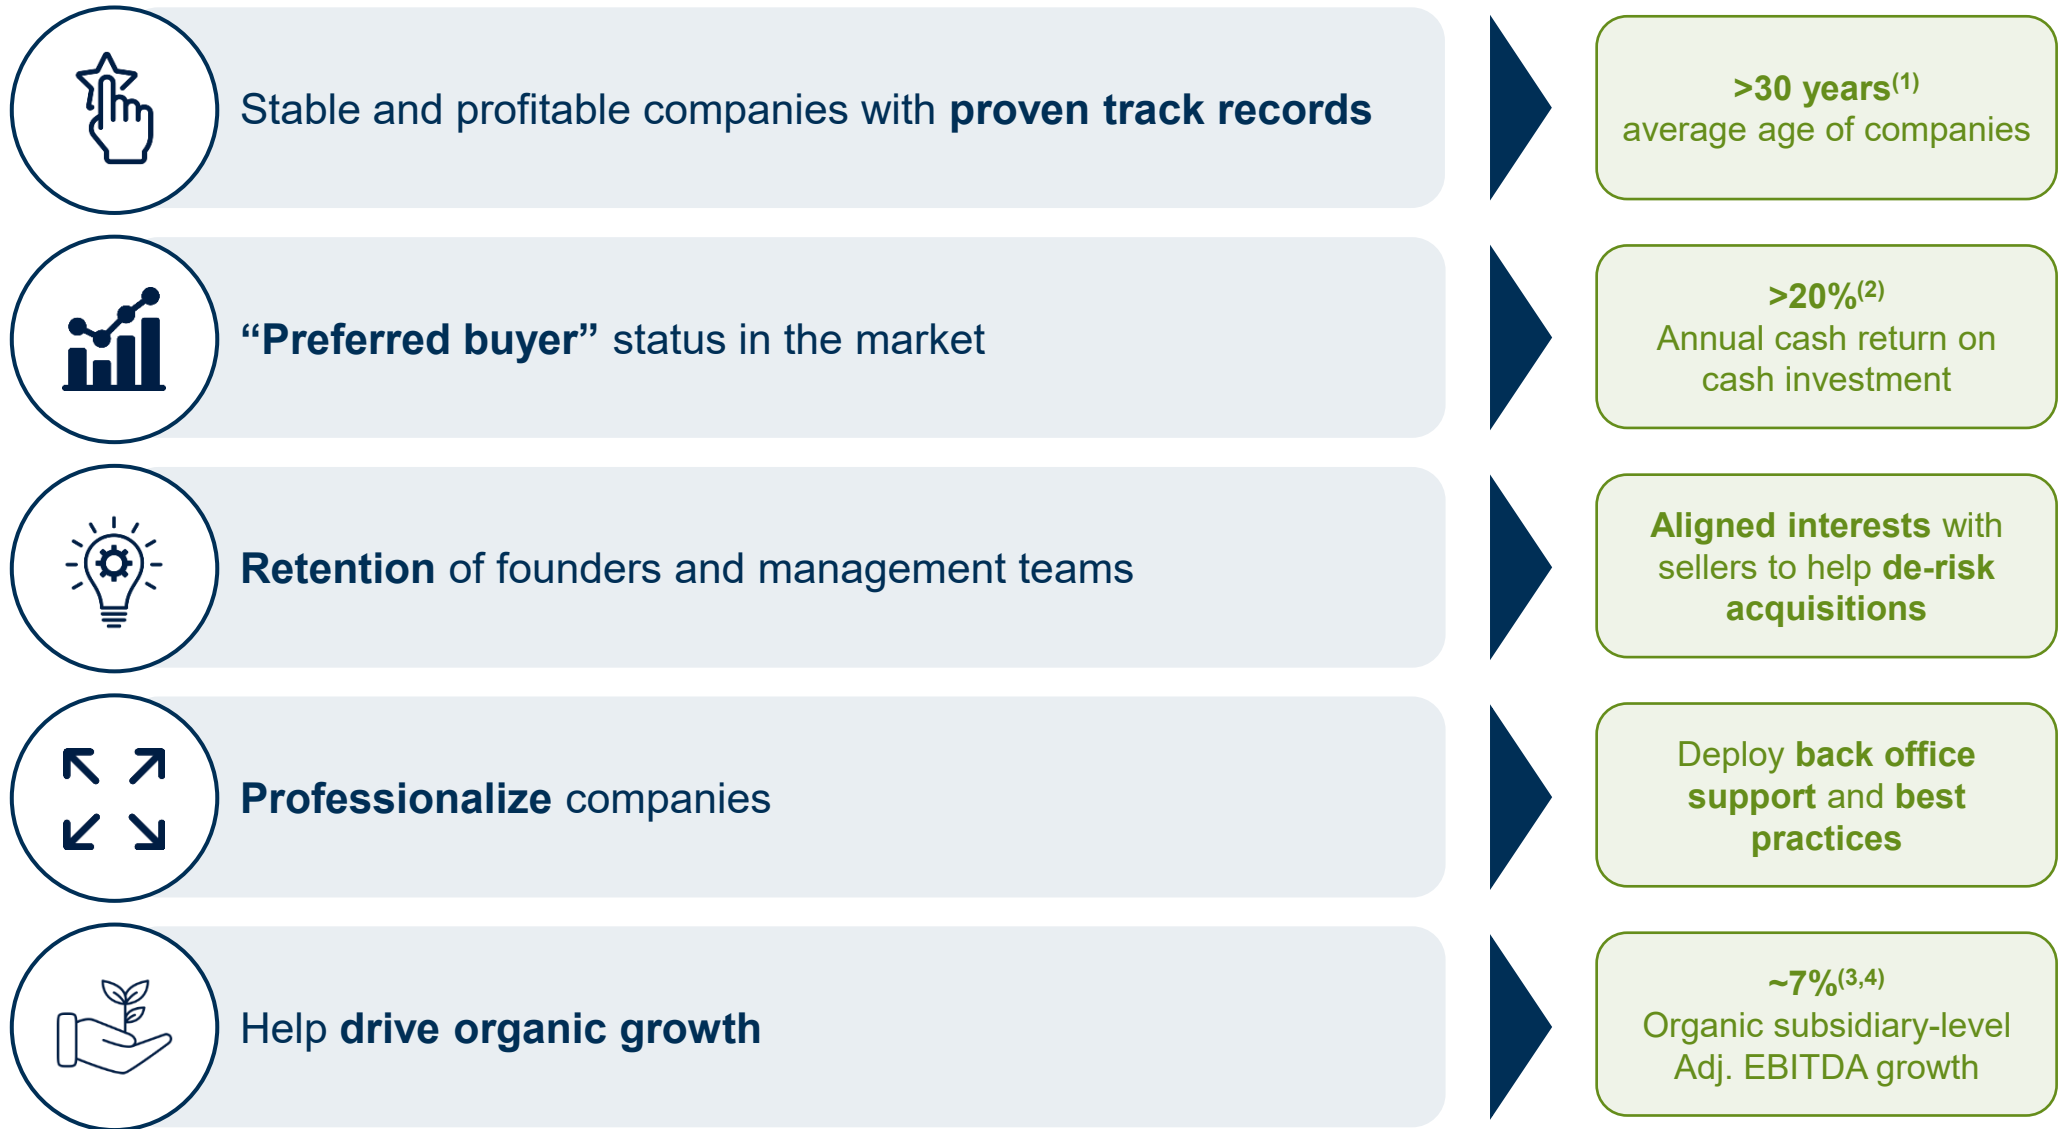 Stable and profitable companies with proven track records
>30 years(1)
average age of companies
“Preferred buyer” status in the market
>20%(2)
Annual cash return on
cash investment
Retention of founders and management teams
Aligned interests with
sellers to help de-risk
acquisitions
Professionalize companies
Deploy back office
support and best
practices
Help drive organic growth
~7%(3,4)
Organic subsidiary-level
Adj. EBITDA growth